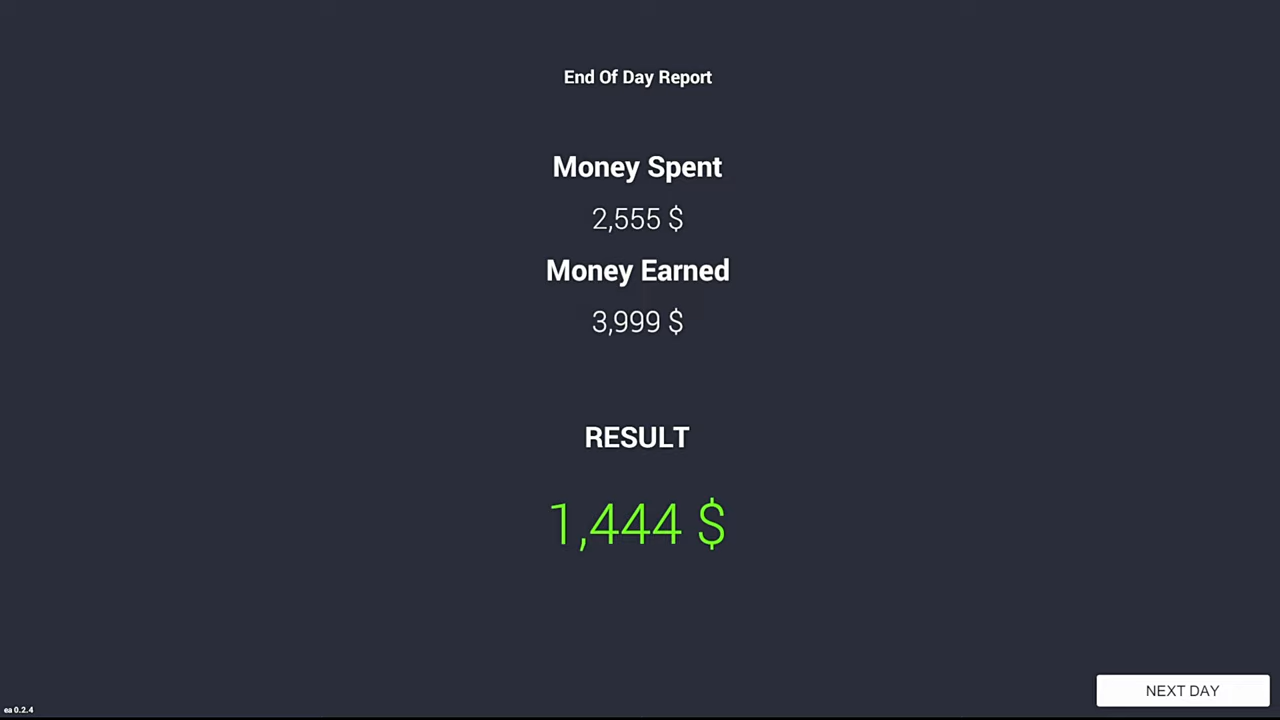 End Of Day Report
Money Spent
2,555 $
Money Earned
3,999 $
RESULT
1,444 $
NEXT DAY
ea 0.2.4